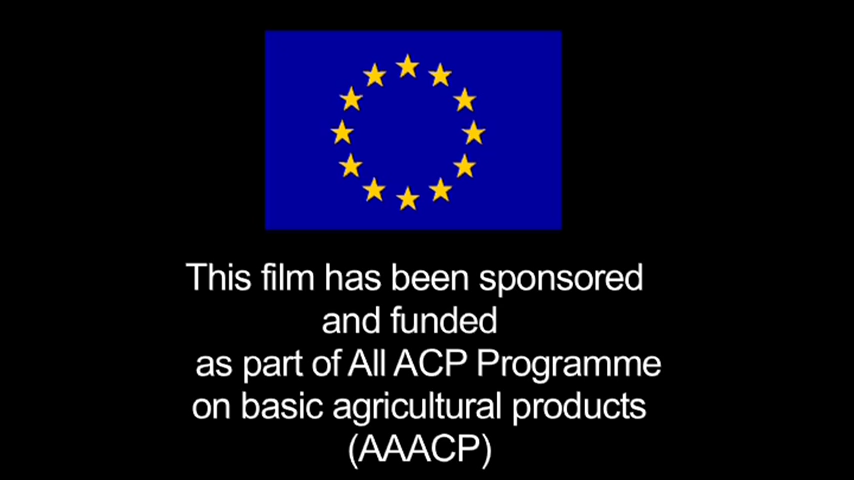 This film has been sponsored
and funded
as part of All ACP Programme
on basic agricultural products
(AAACP)